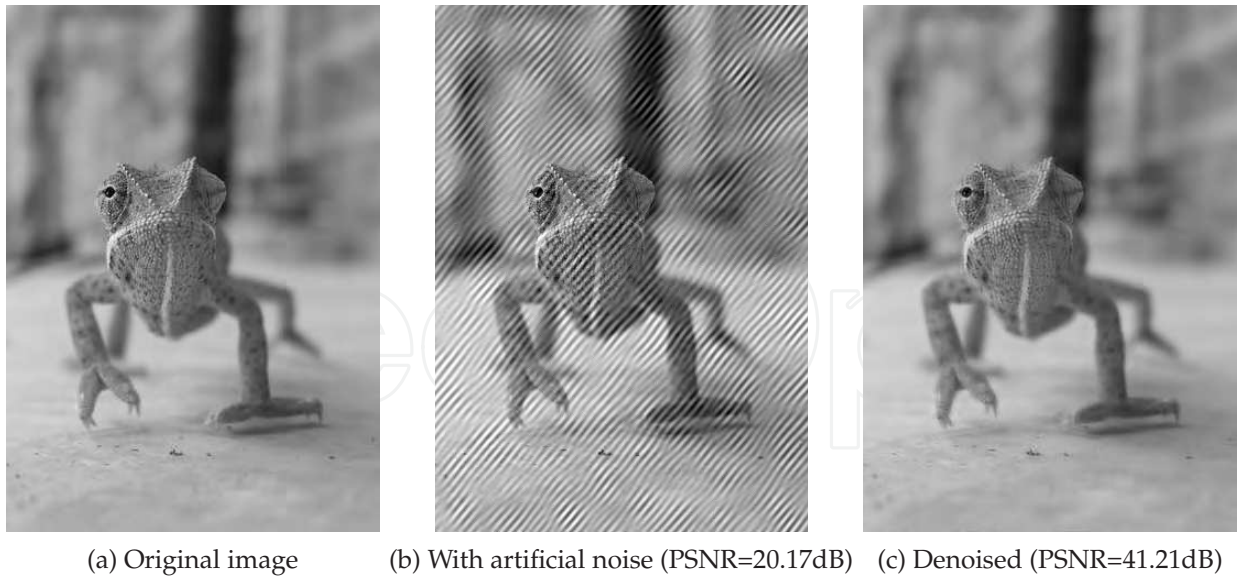 (a) Original image
(b) With artificial noise (PSNR=20.17dB)
(c) Denoised (PSNR=41.21dB)